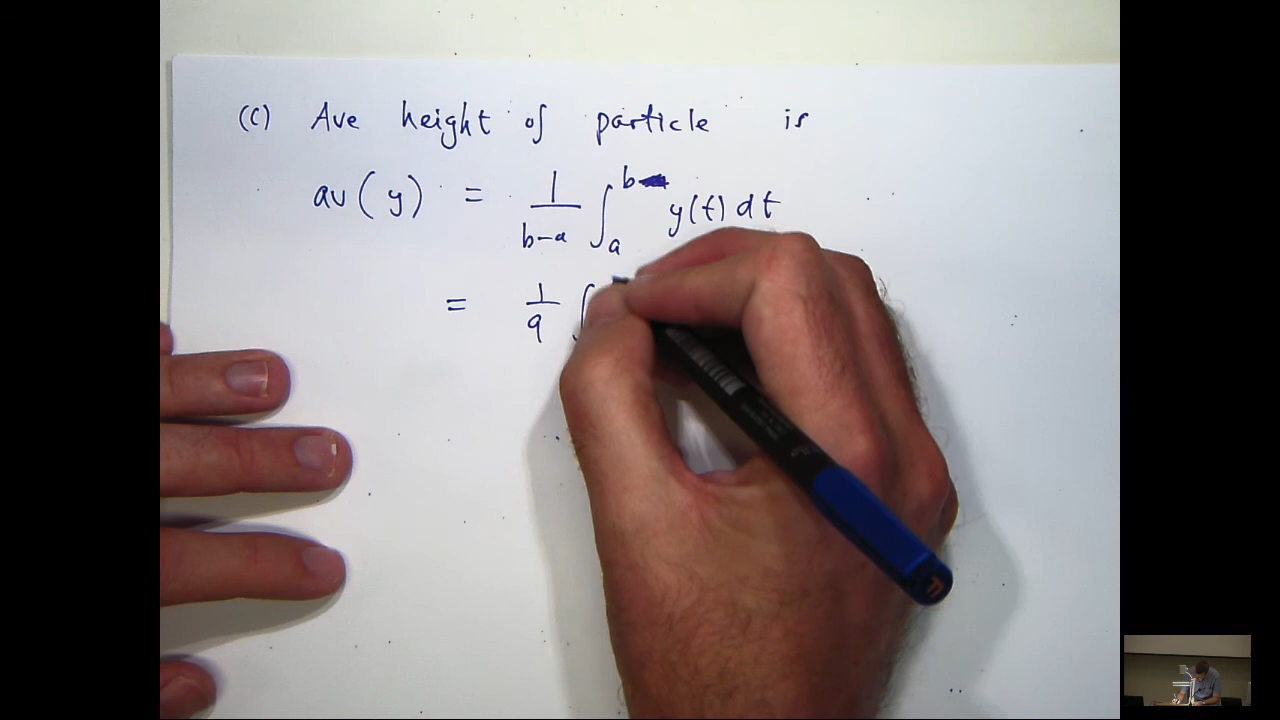 (c) Ave height of particle is
av(y) = 1/(b-a) ∫_a^b y(t) dt
= 1/9 ∫